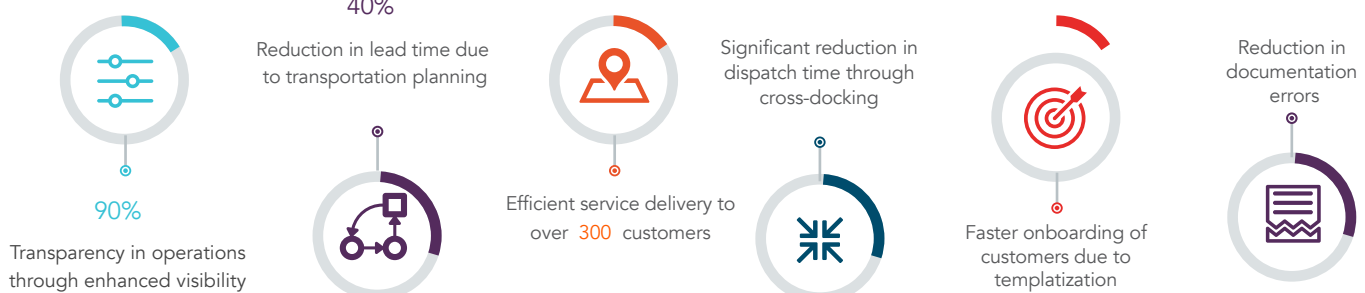 90%
Transparency in operations
through enhanced visibility
40%
Reduction in lead time due
to transportation planning
Efficient service delivery to
over 300 customers
Significant reduction in
dispatch time through
cross-docking
Faster onboarding of
customers due to
templatization
Reduction in
documentation
errors